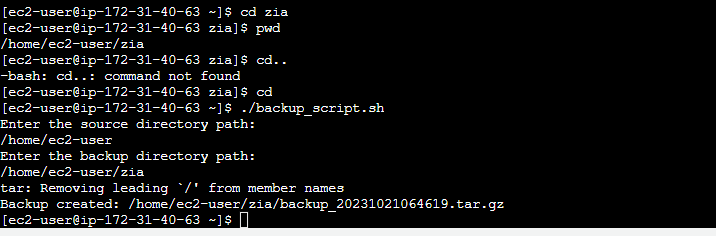 [ec2-user@ip-172-31-40-63 ~]$ cd zia
[ec2-user@ip-172-31-40-63 zia]$ pwd
/home/ec2-user/zia
[ec2-user@ip-172-31-40-63 zia]$ cd..
-bash: cd..: command not found
[ec2-user@ip-172-31-40-63 zia]$ cd
[ec2-user@ip-172-31-40-63 ~]$ ./backup_script.sh
Enter the source directory path:
/home/ec2-user
Enter the backup directory path:
/home/ec2-user/zia
tar: Removing leading `/' from member names
Backup created: /home/ec2-user/zia/backup_20231021064619.tar.gz
[ec2-user@ip-172-31-40-63 ~]$